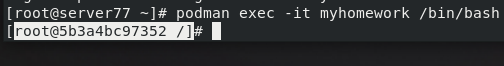 [root@server77 ~]# podman exec -it myhomework /bin/bash
[root@5b3a4bc97352 /]#